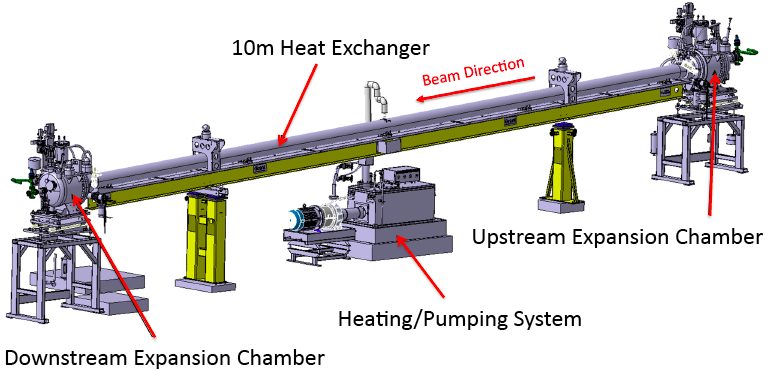 10m Heat Exchanger
Beam Direction
Upstream Expansion Chamber
Heating/Pumping System
Downstream Expansion Chamber